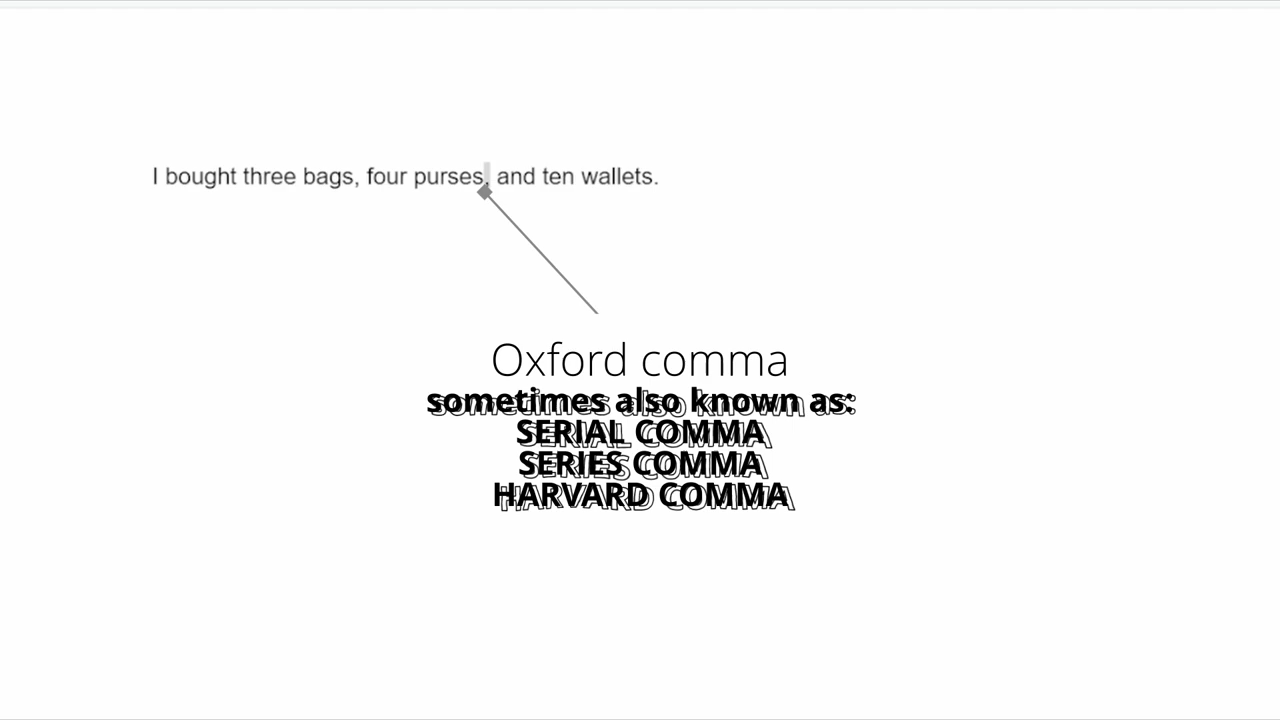 I bought three bags, four purses, and ten wallets.
Oxford comma
sometimes also known as:
SERIAL COMMA
SERIES COMMA
HARVARD COMMA